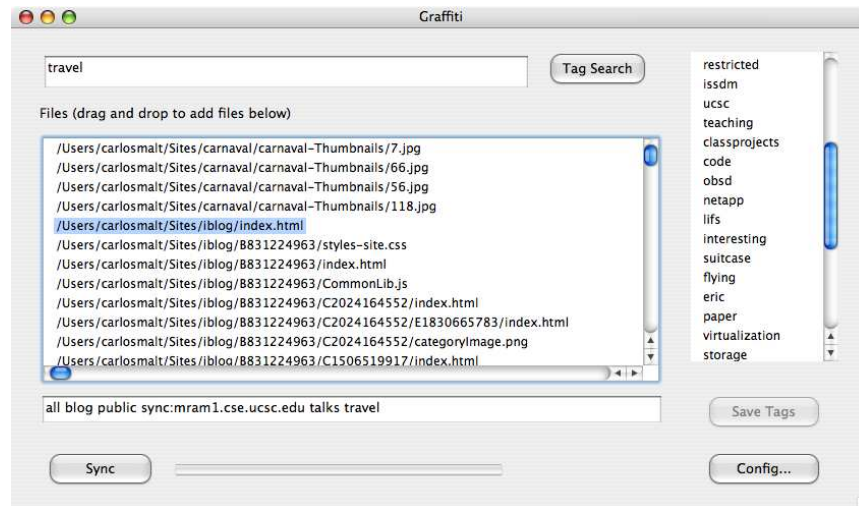 Graffiti
travel
Tag Search
Files (drag and drop to add files below)
/Users/carlosmalt/Sites/carnaval/carnaval-Thumbnails/7.jpg
/Users/carlosmalt/Sites/carnaval/carnaval-Thumbnails/66.jpg
/Users/carlosmalt/Sites/carnaval/carnaval-Thumbnails/56.jpg
/Users/carlosmalt/Sites/carnaval/carnaval-Thumbnails/118.jpg
/Users/carlosmalt/Sites/iblog/index.html
/Users/carlosmalt/Sites/iblog/B831224963/styles-site.css
/Users/carlosmalt/Sites/iblog/B831224963/index.html
/Users/carlosmalt/Sites/iblog/B831224963/CommonLib.js
/Users/carlosmalt/Sites/iblog/B831224963/C2024164552/index.html
/Users/carlosmalt/Sites/iblog/B831224963/C2024164552/E1830665783/index.html
/Users/carlosmalt/Sites/iblog/B831224963/C2024164552/categoryImage.png
/Users/carlosmalt/Sites/iblog/B831224963/C1506519917/index.html
all blog public sync:mram1.cse.ucsc.edu talks travel
Sync
restricted
issdm
ucsc
teaching
classprojects
code
obsd
netapp
lifs
interesting
suitcase
flying
eric
paper
virtualization
storage
Save Tags
Config...